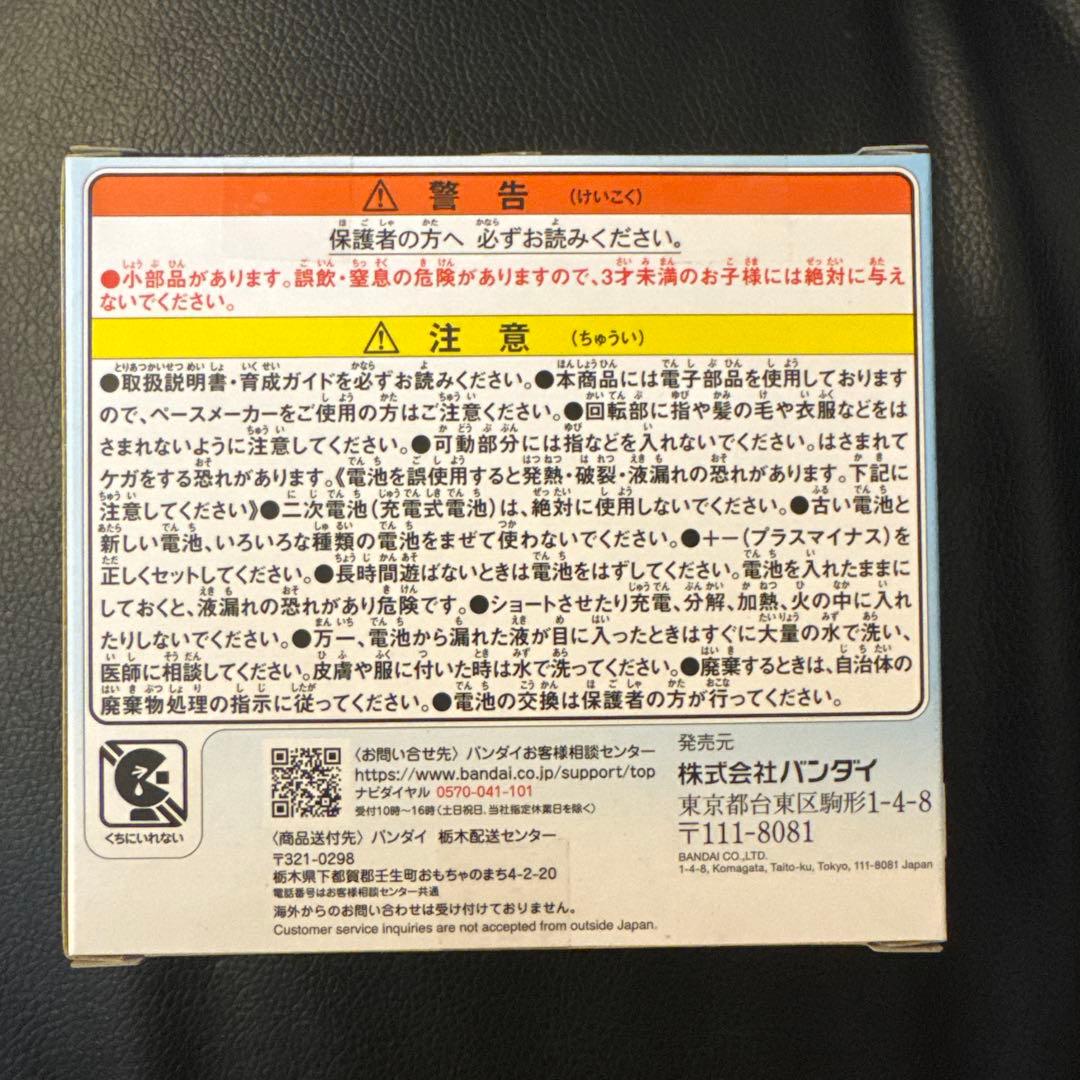 ⚠ 警告 (けいこく)
保護者の方へ 必ずお読みください。
●小部品があります。誤飲・窒息の危険がありますので、3才未満のお子様には絶対に与え
ないでください。
⚠ 注意 (ちゅうい)
●取扱説明書・育成ガイドを必ずお読みください。●本商品には電子部品を使用しております
ので、ペースメーカーをご使用の方はご注意ください。●回転部に指や髪の毛や衣服などをは
さまれないように注意してください。●可動部分には指などを入れないでください。はさまれて
ケガをする恐れがあります。《電池を誤使用すると発熱・破裂・液漏れの恐れがあります。下記に
注意してください》●二次電池(充電式電池)は、絶対に使用しないでください。●古い電池と
新しい電池、いろいろな種類の電池をまぜて使わないでください。●+−(プラスマイナス)を
正しくセットしてください。●長時間遊ばないときは電池をはずしてください。電池を入れたままに
しておくと、液漏れの恐れがあり危険です。●ショートさせたり充電、分解、加熱、火の中に入れ
たりしないでください。●万一、電池から漏れた液が目に入ったときはすぐに大量の水で洗い、
医師に相談してください。皮膚や服に付いた時は水で洗ってください。●廃棄するときは、自治体の
廃棄物処理の指示に従ってください。●電池の交換は保護者の方が行ってください。
くちにいれない
〈お問い合せ先〉バンダイお客様相談センター
https://www.bandai.co.jp/support/top
ナビダイヤル 0570-041-101
受付10時〜16時(土日祝日、当社指定休業日を除く)
〈商品送付先〉バンダイ 栃木配送センター
〒321-0298
栃木県下都賀郡壬生町おもちゃのまち4-2-20
電話番号はお客様相談センター共通
海外からのお問い合わせは受け付けておりません。
Customer service inquiries are not accepted from outside Japan.
発売元
株式会社バンダイ
東京都台東区駒形1-4-8
〒111-8081
BANDAI CO.,LTD.
1-4-8, Komagata, Taito-ku, Tokyo, 111-8081 Japan